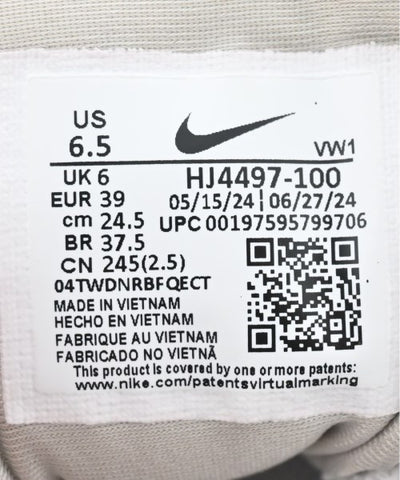 US
6.5
VW1
UK 6
HJ4497-100
EUR 39
05/15/24 | 06/27/24
cm 24.5
UPC 00197595799706
BR 37.5
CN 245(2.5)
04TWDNRBFQECT
MADE IN VIETNAM
HECHO EN VIETNAM
FABRIQUE AU VIETNAM
FABRICADO NO VIETNÃ
This product is covered by one or more patents:
www.nike.com/patentsvirtualmarking